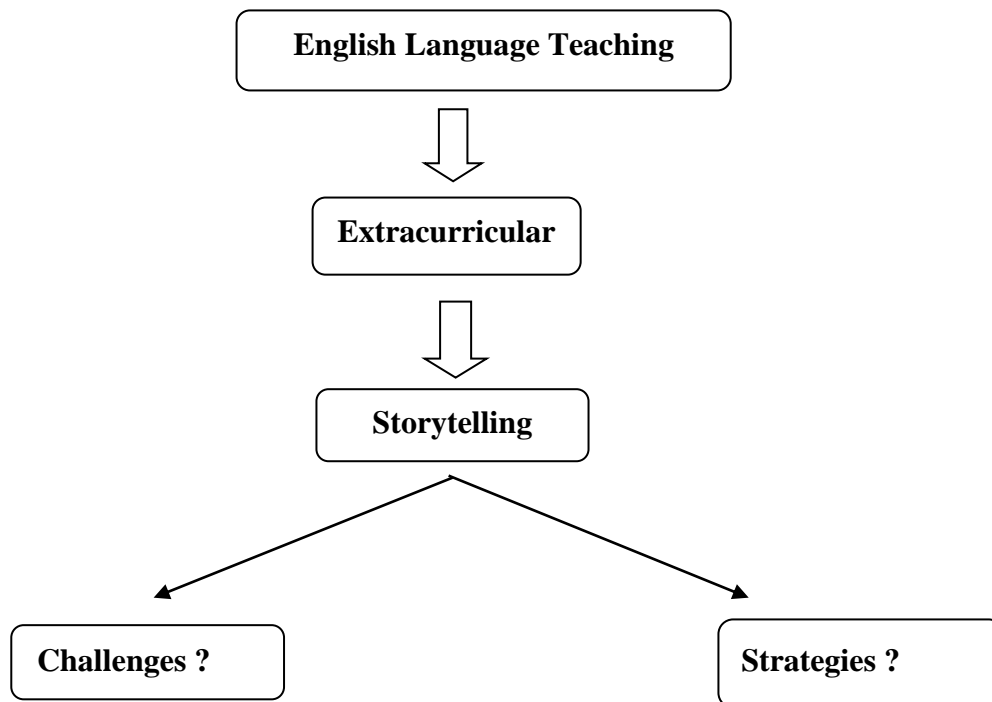 English Language Teaching
Extracurricular
Storytelling
Challenges ?
Strategies ?